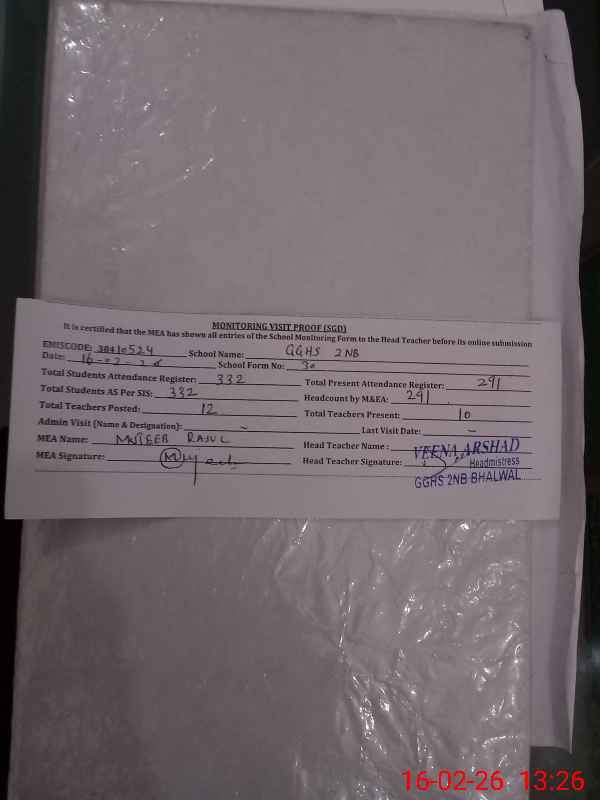 MONITORING VISIT PROOF (SGD)
It is certified that the MEA has shown all entries of the School Monitoring Form to the Head Teacher before its online submission
EMISCODE: 38410524 School Name: GGHS 2NB
Date: 16-02-26 School Form No: 30
Total Students Attendance Register: 332 Total Present Attendance Register: 291
Total Students AS Per SIS: 332 Headcount by M&EA: 291
Total Teachers Posted: 12 Total Teachers Present: 10
Admin Visit (Name & Designation): - Last Visit Date: -
MEA Name: MUJEEB RASUL Head Teacher Name: VEENA ARSHAD
MEA Signature: Mujeeb Head Teacher Signature: Headmistress
GGHS 2NB BHALWAL
16-02-26 13:26